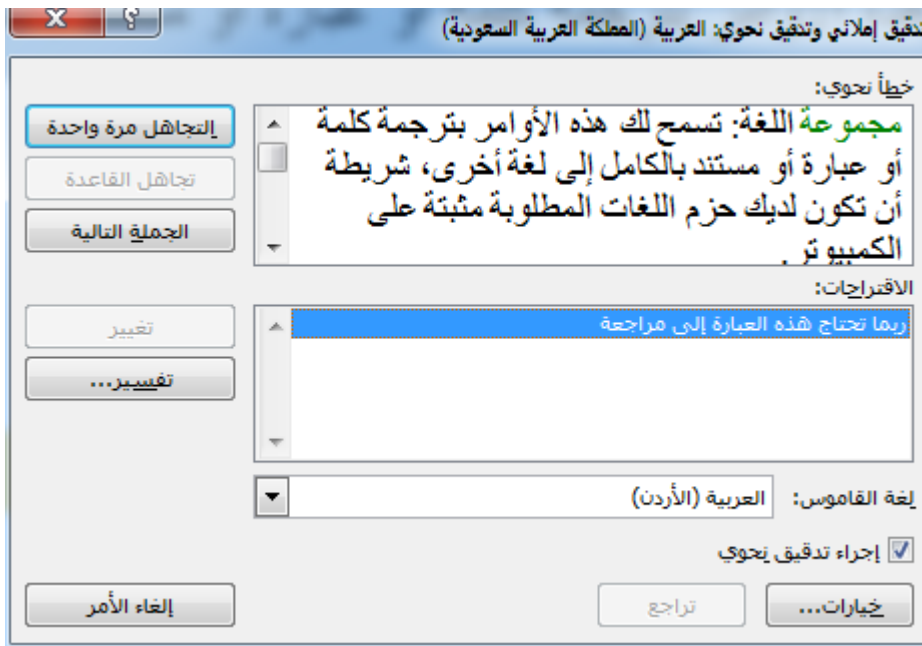 تدقيق إملائي وتدقيق نحوي: العربية (المملكة العربية السعودية)
خطأ نحوي:
مجموعة اللغة: تسمح لك هذه الأوامر بترجمة كلمة
أو عبارة أو مستند بالكامل إلى لغة أخرى، شريطة
أن تكون لديك حزم اللغات المطلوبة مثبتة على
الكمبيوتر.
التجاهل مرة واحدة
تجاهل القاعدة
الجملة التالية
الاقتراحات:
ربما تحتاج هذه العبارة إلى مراجعة
تغيير
تفسير...
لغة القاموس:
العربية (الأردن)
إجراء تدقيق نحوي
خيارات...
تراجع
إلغاء الأمر